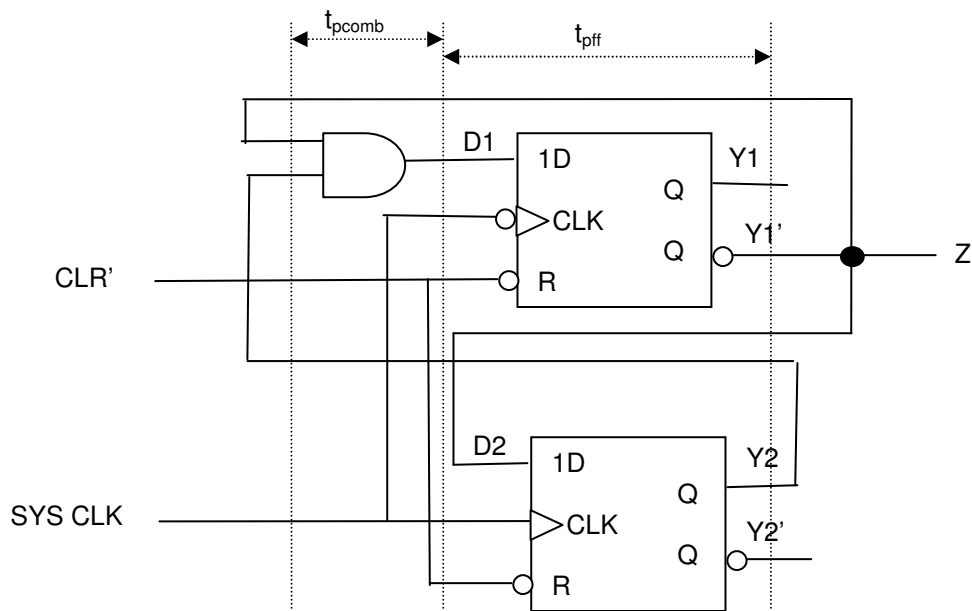 tpcomb
tpff
D1
1D
Y1
Q
CLK
Y1'
Q
Z
CLR'
R
D2
1D
Y2
Q
SYS CLK
CLK
Y2'
Q
R